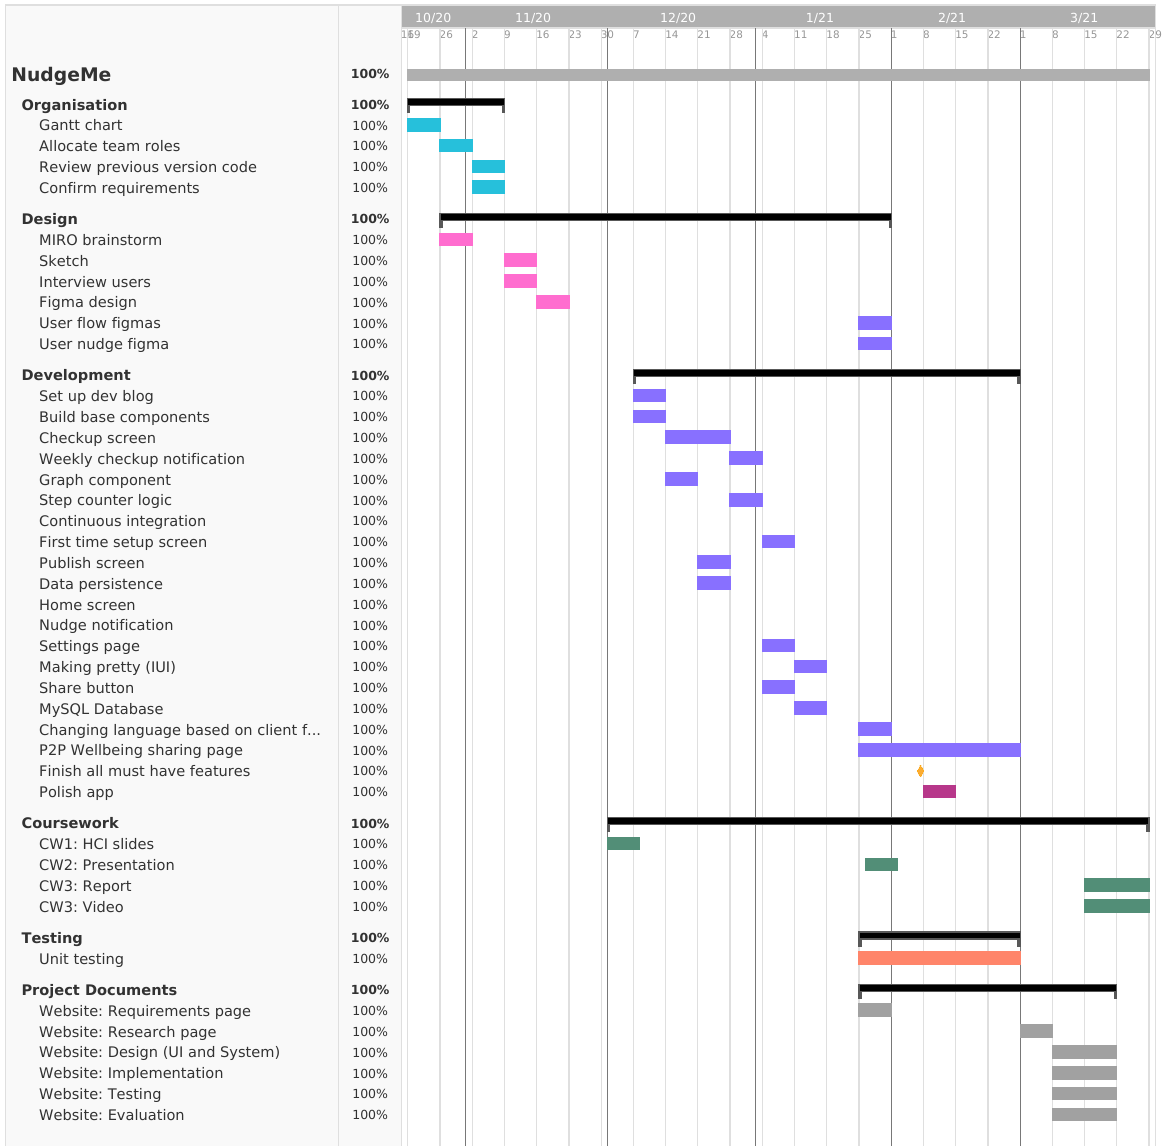 10/20 11/20 12/20 1/21 2/21 3/21
19 26 2 9 16 23 30 7 14 21 28 4 11 18 25 1 8 15 22 1 8 15 22 29
NudgeMe 100%
Organisation 100%
Gantt chart 100%
Allocate team roles 100%
Review previous version code 100%
Confirm requirements 100%
Design 100%
MIRO brainstorm 100%
Sketch 100%
Interview users 100%
Figma design 100%
User flow figmas 100%
User nudge figma 100%
Development 100%
Set up dev blog 100%
Build base components 100%
Checkup screen 100%
Weekly checkup notification 100%
Graph component 100%
Step counter logic 100%
Continuous integration 100%
First time setup screen 100%
Publish screen 100%
Data persistence 100%
Home screen 100%
Nudge notification 100%
Settings page 100%
Making pretty (IUI) 100%
Share button 100%
MySQL Database 100%
Changing language based on client f... 100%
P2P Wellbeing sharing page 100%
Finish all must have features 100%
Polish app 100%
Coursework 100%
CW1: HCI slides 100%
CW2: Presentation 100%
CW3: Report 100%
CW3: Video 100%
Testing 100%
Unit testing 100%
Project Documents 100%
Website: Requirements page 100%
Website: Research page 100%
Website: Design (UI and System) 100%
Website: Implementation 100%
Website: Testing 100%
Website: Evaluation 100%